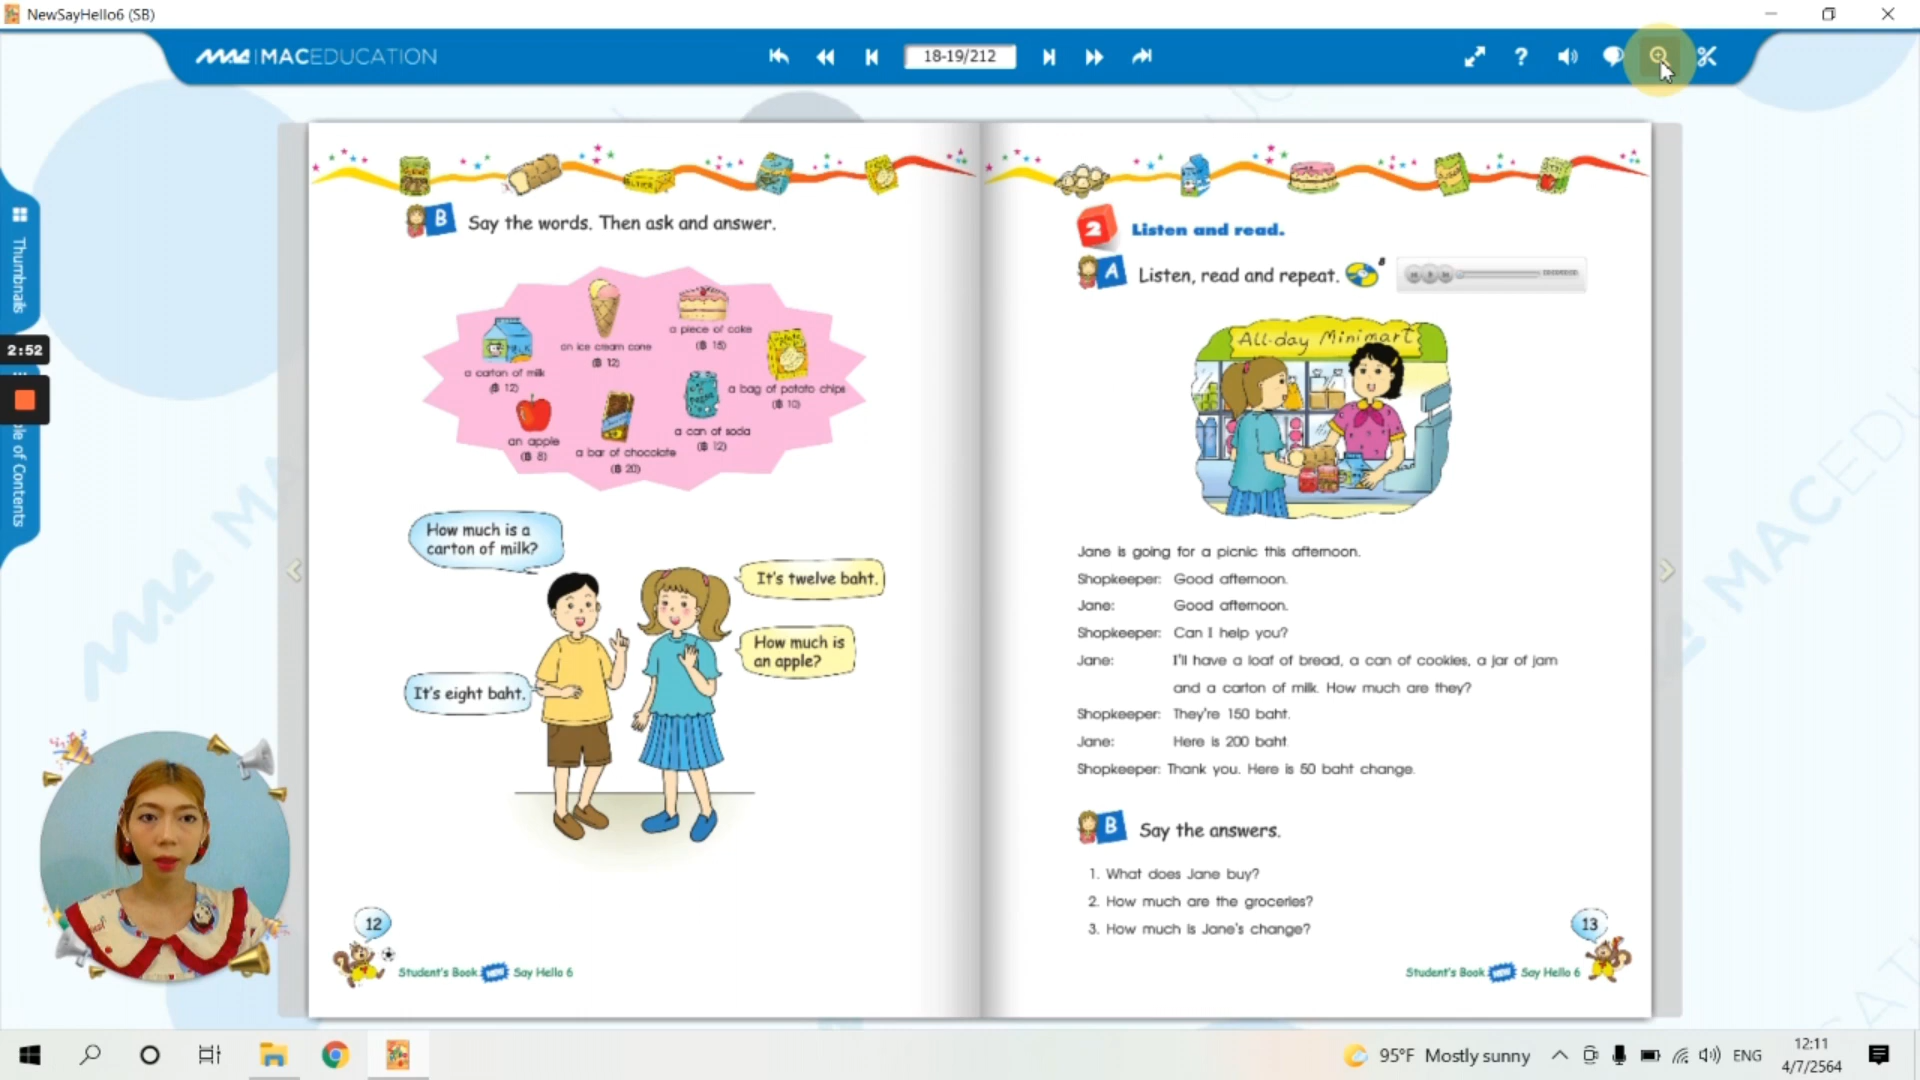 NewSayHello6 (SB)
MAC | MACEDUCATION
18-19/212
Thumbnails
2:52
ble of Contents
B Say the words. Then ask and answer.
an ice cream cone
(฿ 12)
a piece of cake
(฿ 15)
a carton of milk
(฿ 12)
a bag of potato chips
(฿ 10)
an apple
(฿ 8)
a bar of chocolate
(฿ 20)
a can of soda
(฿ 12)
How much is a
carton of milk?
It's twelve baht.
How much is
an apple?
It's eight baht.
12
Student's Book NEW Say Hello 6
2 Listen and read.
A Listen, read and repeat. 8
All-day Minimart
Jane is going for a picnic this afternoon.
Shopkeeper: Good afternoon.
Jane: Good afternoon.
Shopkeeper: Can I help you?
Jane: I'll have a loaf of bread, a can of cookies, a jar of jam
and a carton of milk. How much are they?
Shopkeeper: They're 150 baht.
Jane: Here is 200 baht.
Shopkeeper: Thank you. Here is 50 baht change.
B Say the answers.
1. What does Jane buy?
2. How much are the groceries?
3. How much is Jane's change?
13
Student's Book NEW Say Hello 6
95°F Mostly sunny
ENG
12:11
4/7/2564